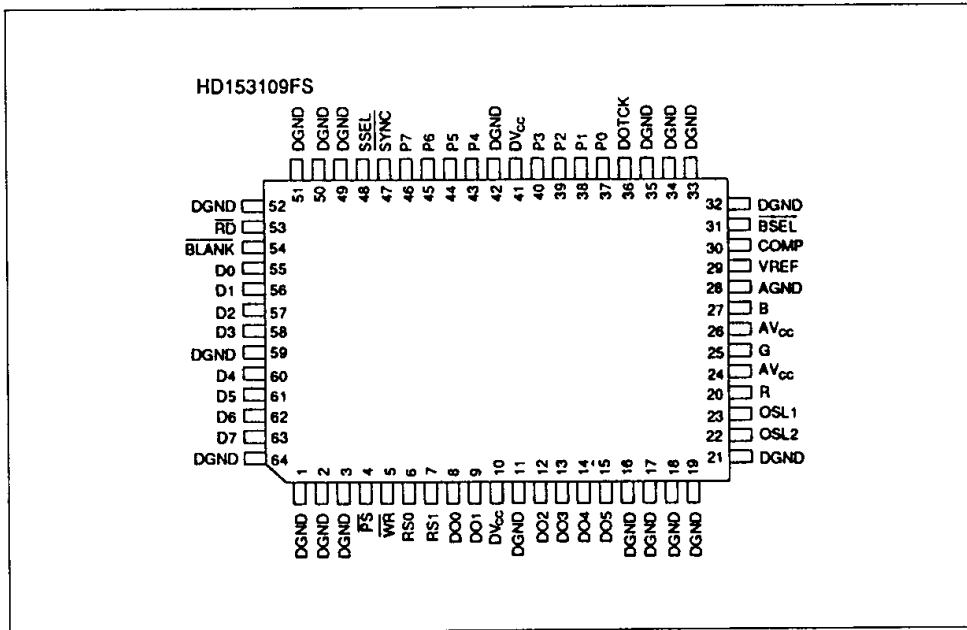 HD153109FS
DGND DGND DGND SSEL SYNC P7 P6 P5 P4 DGND DVcc P3 P2 P1 P0 DOTCK DGND DGND DGND
51 50 49 48 47 46 45 44 43 42 41 40 39 38 37 36 35 34 33
DGND 52
RD 53
BLANK 54
D0 55
D1 56
D2 57
D3 58
DGND 59
D4 60
D5 61
D6 62
D7 63
DGND 64
32 DGND
31 BSEL
30 COMP
29 VREF
28 AGND
27 B
26 AVcc
25 G
24 AVcc
20 R
23 OSL1
22 OSL2
21 DGND
1 2 3 4 5 6 7 8 9 10 11 12 13 14 15 16 17 18 19
DGND DGND DGND PS WR RS0 RS1 DO0 DO1 DVcc DGND DO2 DO3 DO4 DO5 DGND DGND DGND DGND